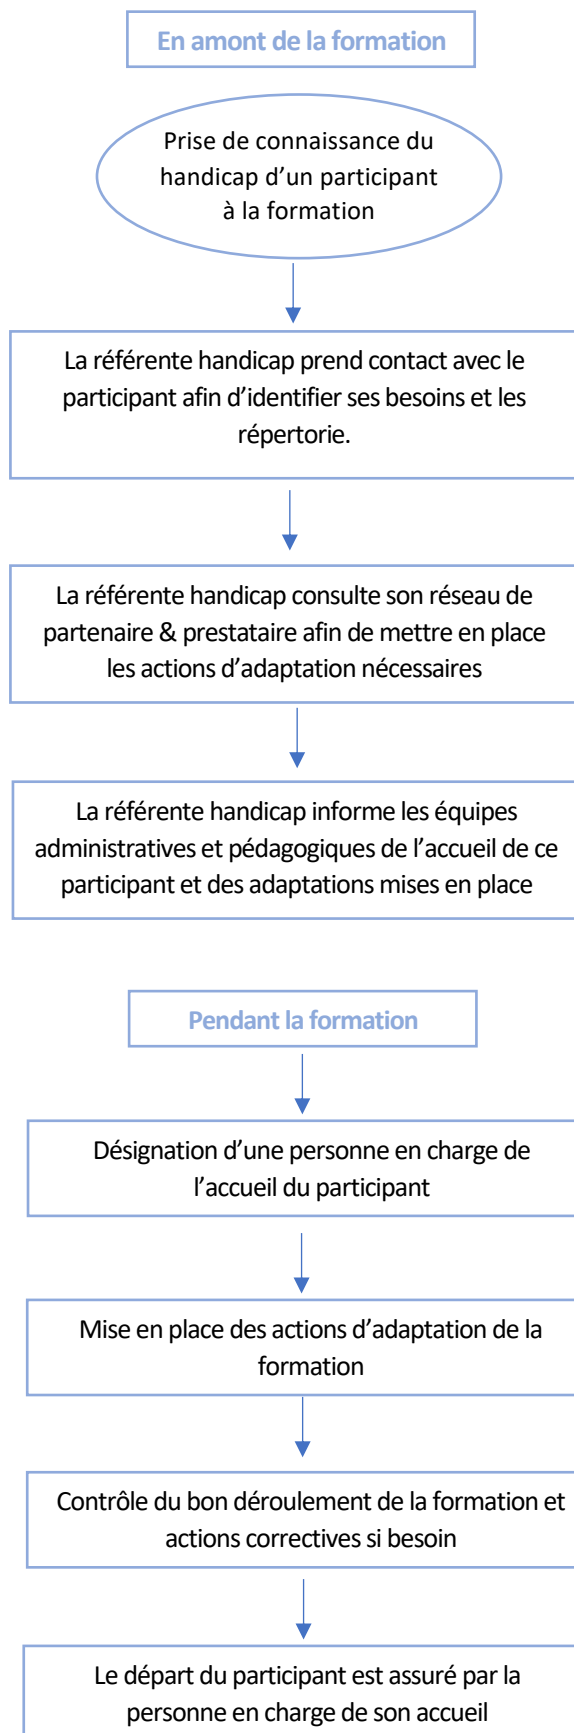 En amont de la formation
Prise de connaissance du
handicap d’un participant
à la formation
La référente handicap prend contact avec le
participant afin d’identifier ses besoins et les
répertorie.
La référente handicap consulte son réseau de
partenaire & prestataire afin de mettre en place
les actions d’adaptation nécessaires
La référente handicap informe les équipes
administratives et pédagogiques de l’accueil de ce
participant et des adaptations mises en place
Pendant la formation
Désignation d’une personne en charge de
l’accueil du participant
Mise en place des actions d’adaptation de la
formation
Contrôle du bon déroulement de la formation et
actions correctives si besoin
Le départ du participant est assuré par la
personne en charge de son accueil